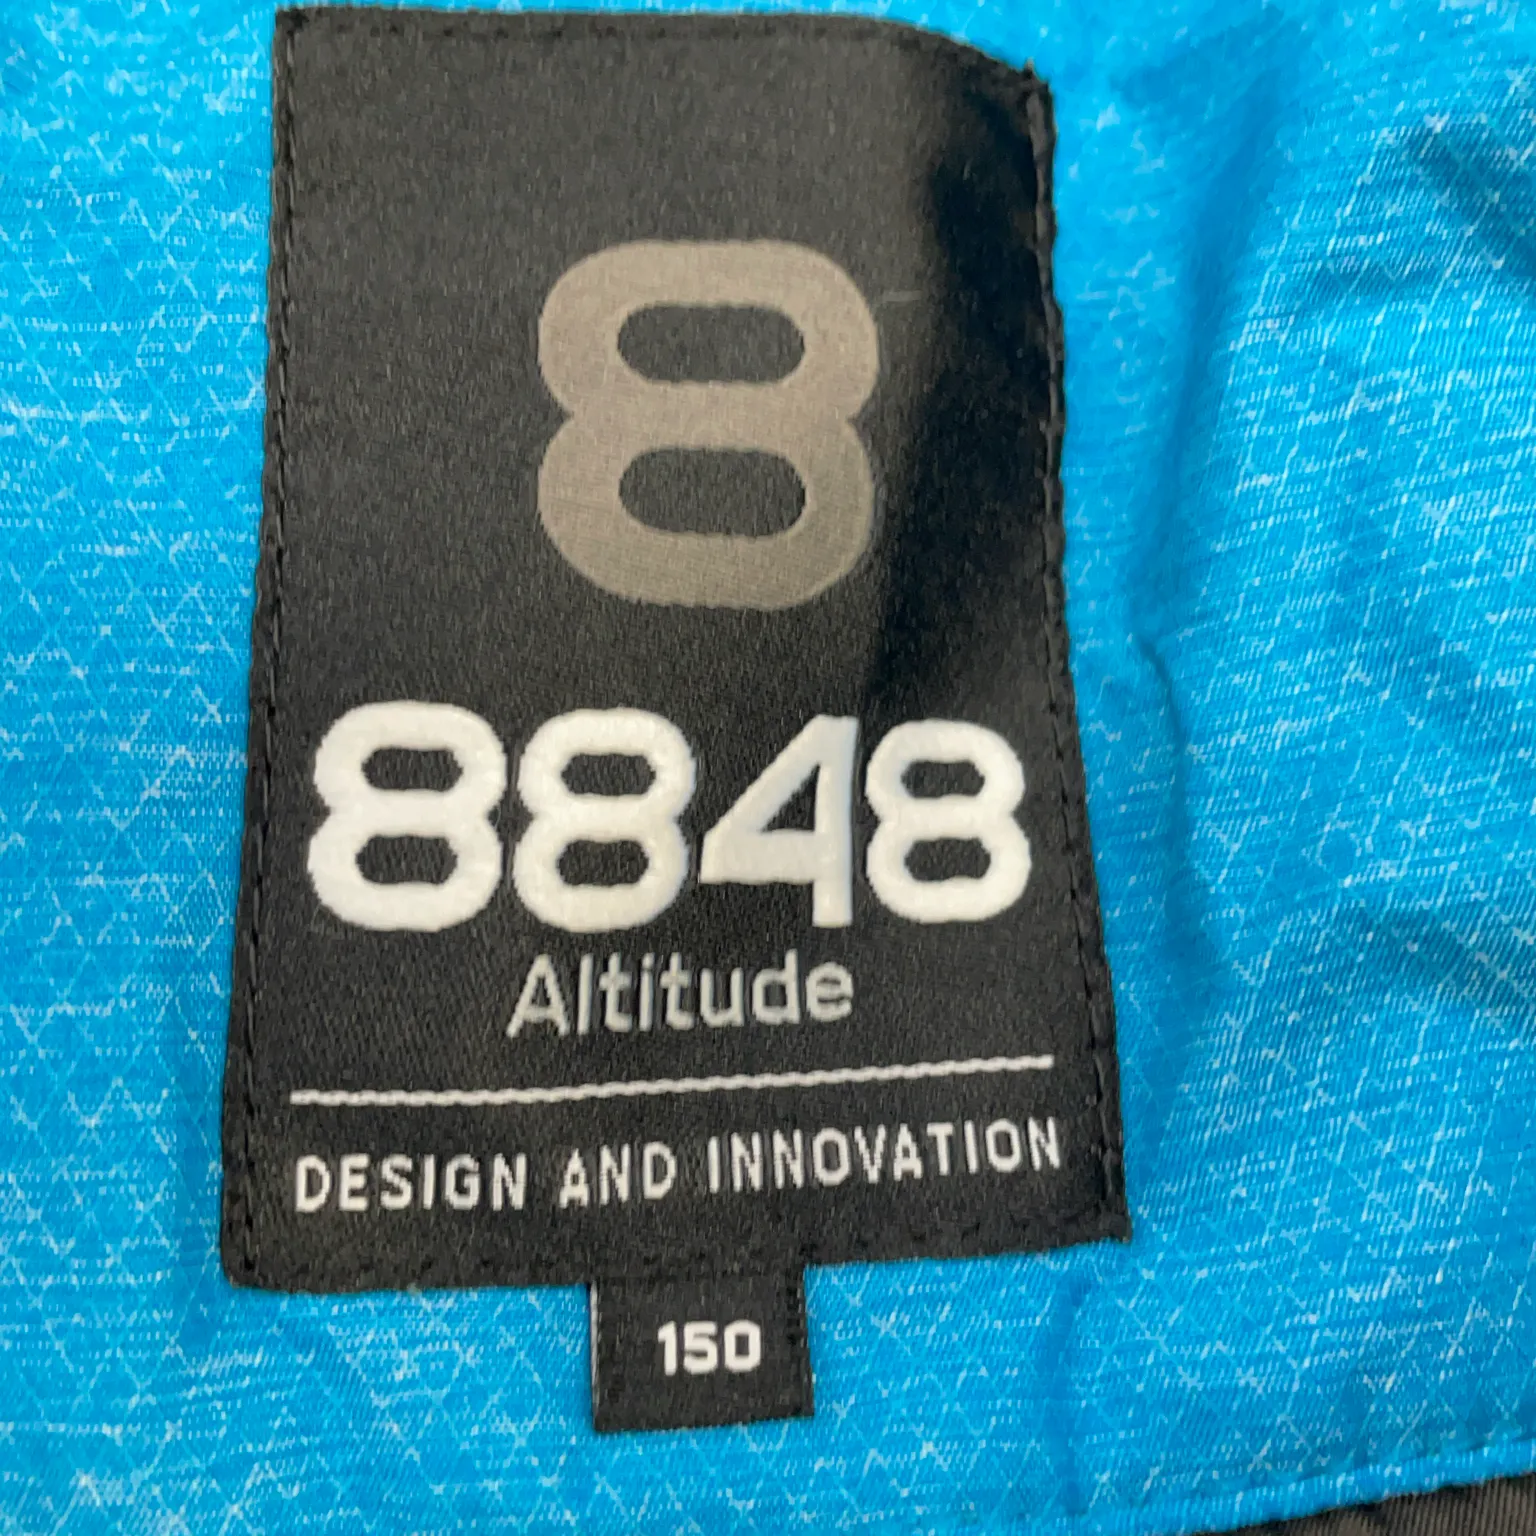 8
8848
Altitude
DESIGN AND INNOVATION
150